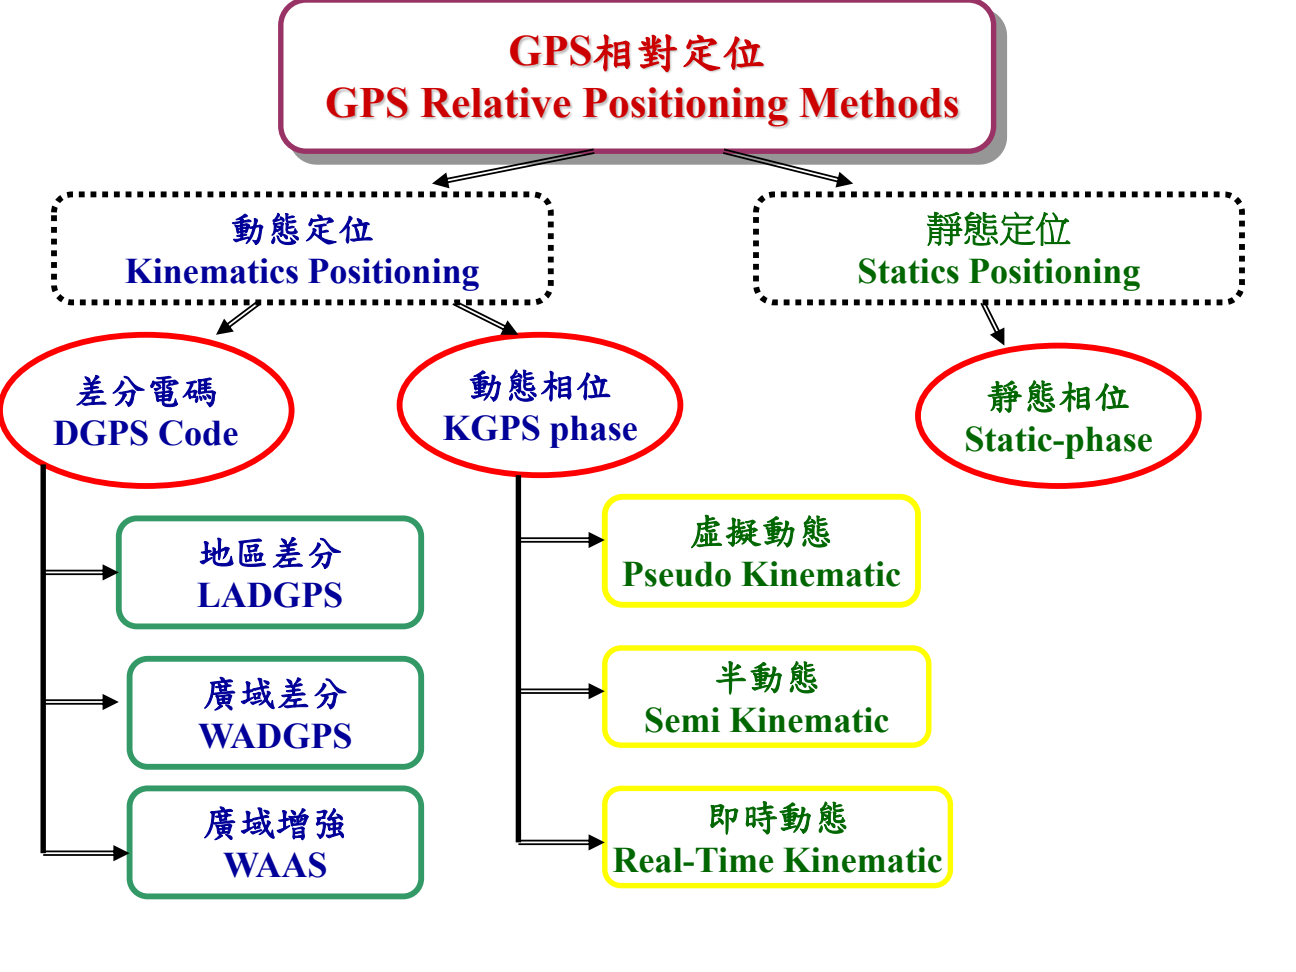 GPS相對定位
GPS Relative Positioning Methods
動態定位
Kinematics Positioning
靜態定位
Statics Positioning
差分電碼
DGPS Code
動態相位
KGPS phase
靜態相位
Static-phase
地區差分
LADGPS
廣域差分
WADGPS
廣域增強
WAAS
虛擬動態
Pseudo Kinematic
半動態
Semi Kinematic
即時動態
Real-Time Kinematic